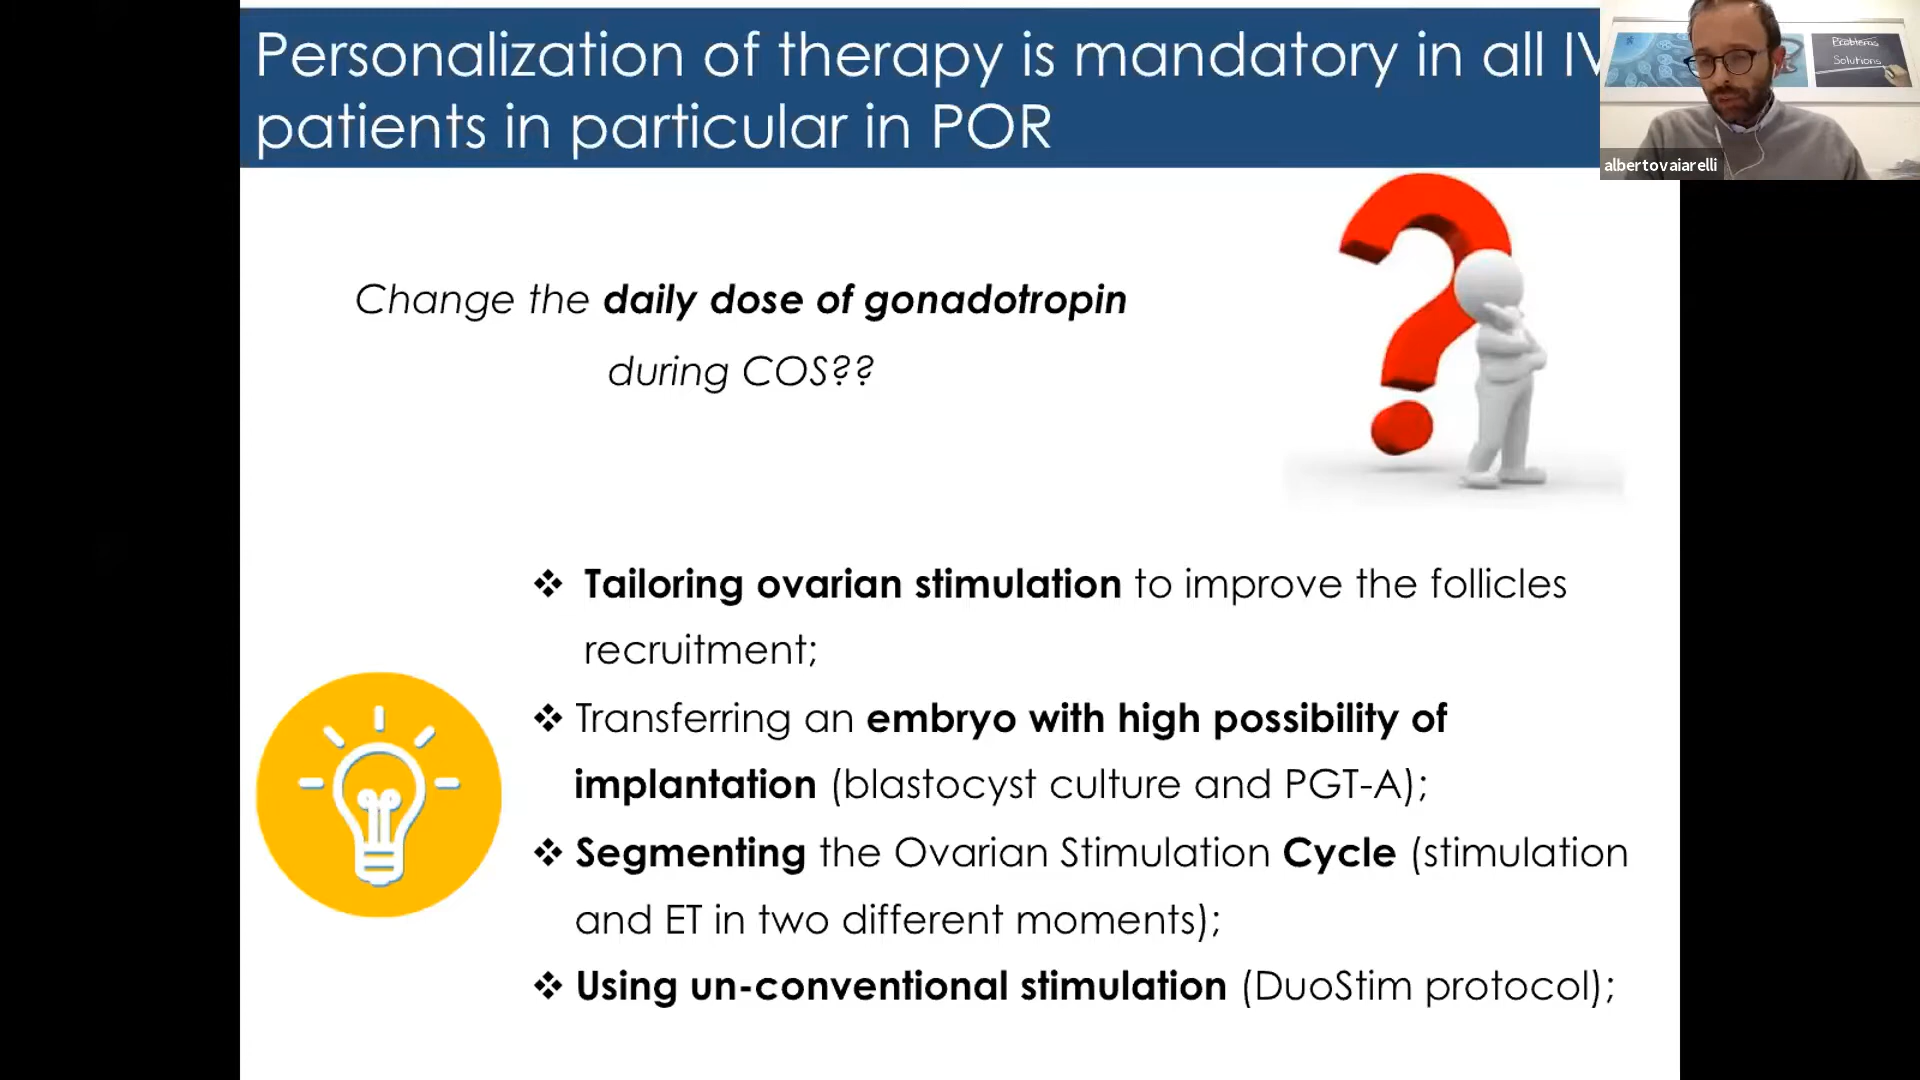 Personalization of therapy is mandatory in all IV
patients in particular in POR
Problems
Solutions
albertovaiarelli
Change the daily dose of gonadotropin
during COS??
❖ Tailoring ovarian stimulation to improve the follicles
recruitment;
❖ Transferring an embryo with high possibility of
implantation (blastocyst culture and PGT-A);
❖ Segmenting the Ovarian Stimulation Cycle (stimulation
and ET in two different moments);
❖ Using un-conventional stimulation (DuoStim protocol);